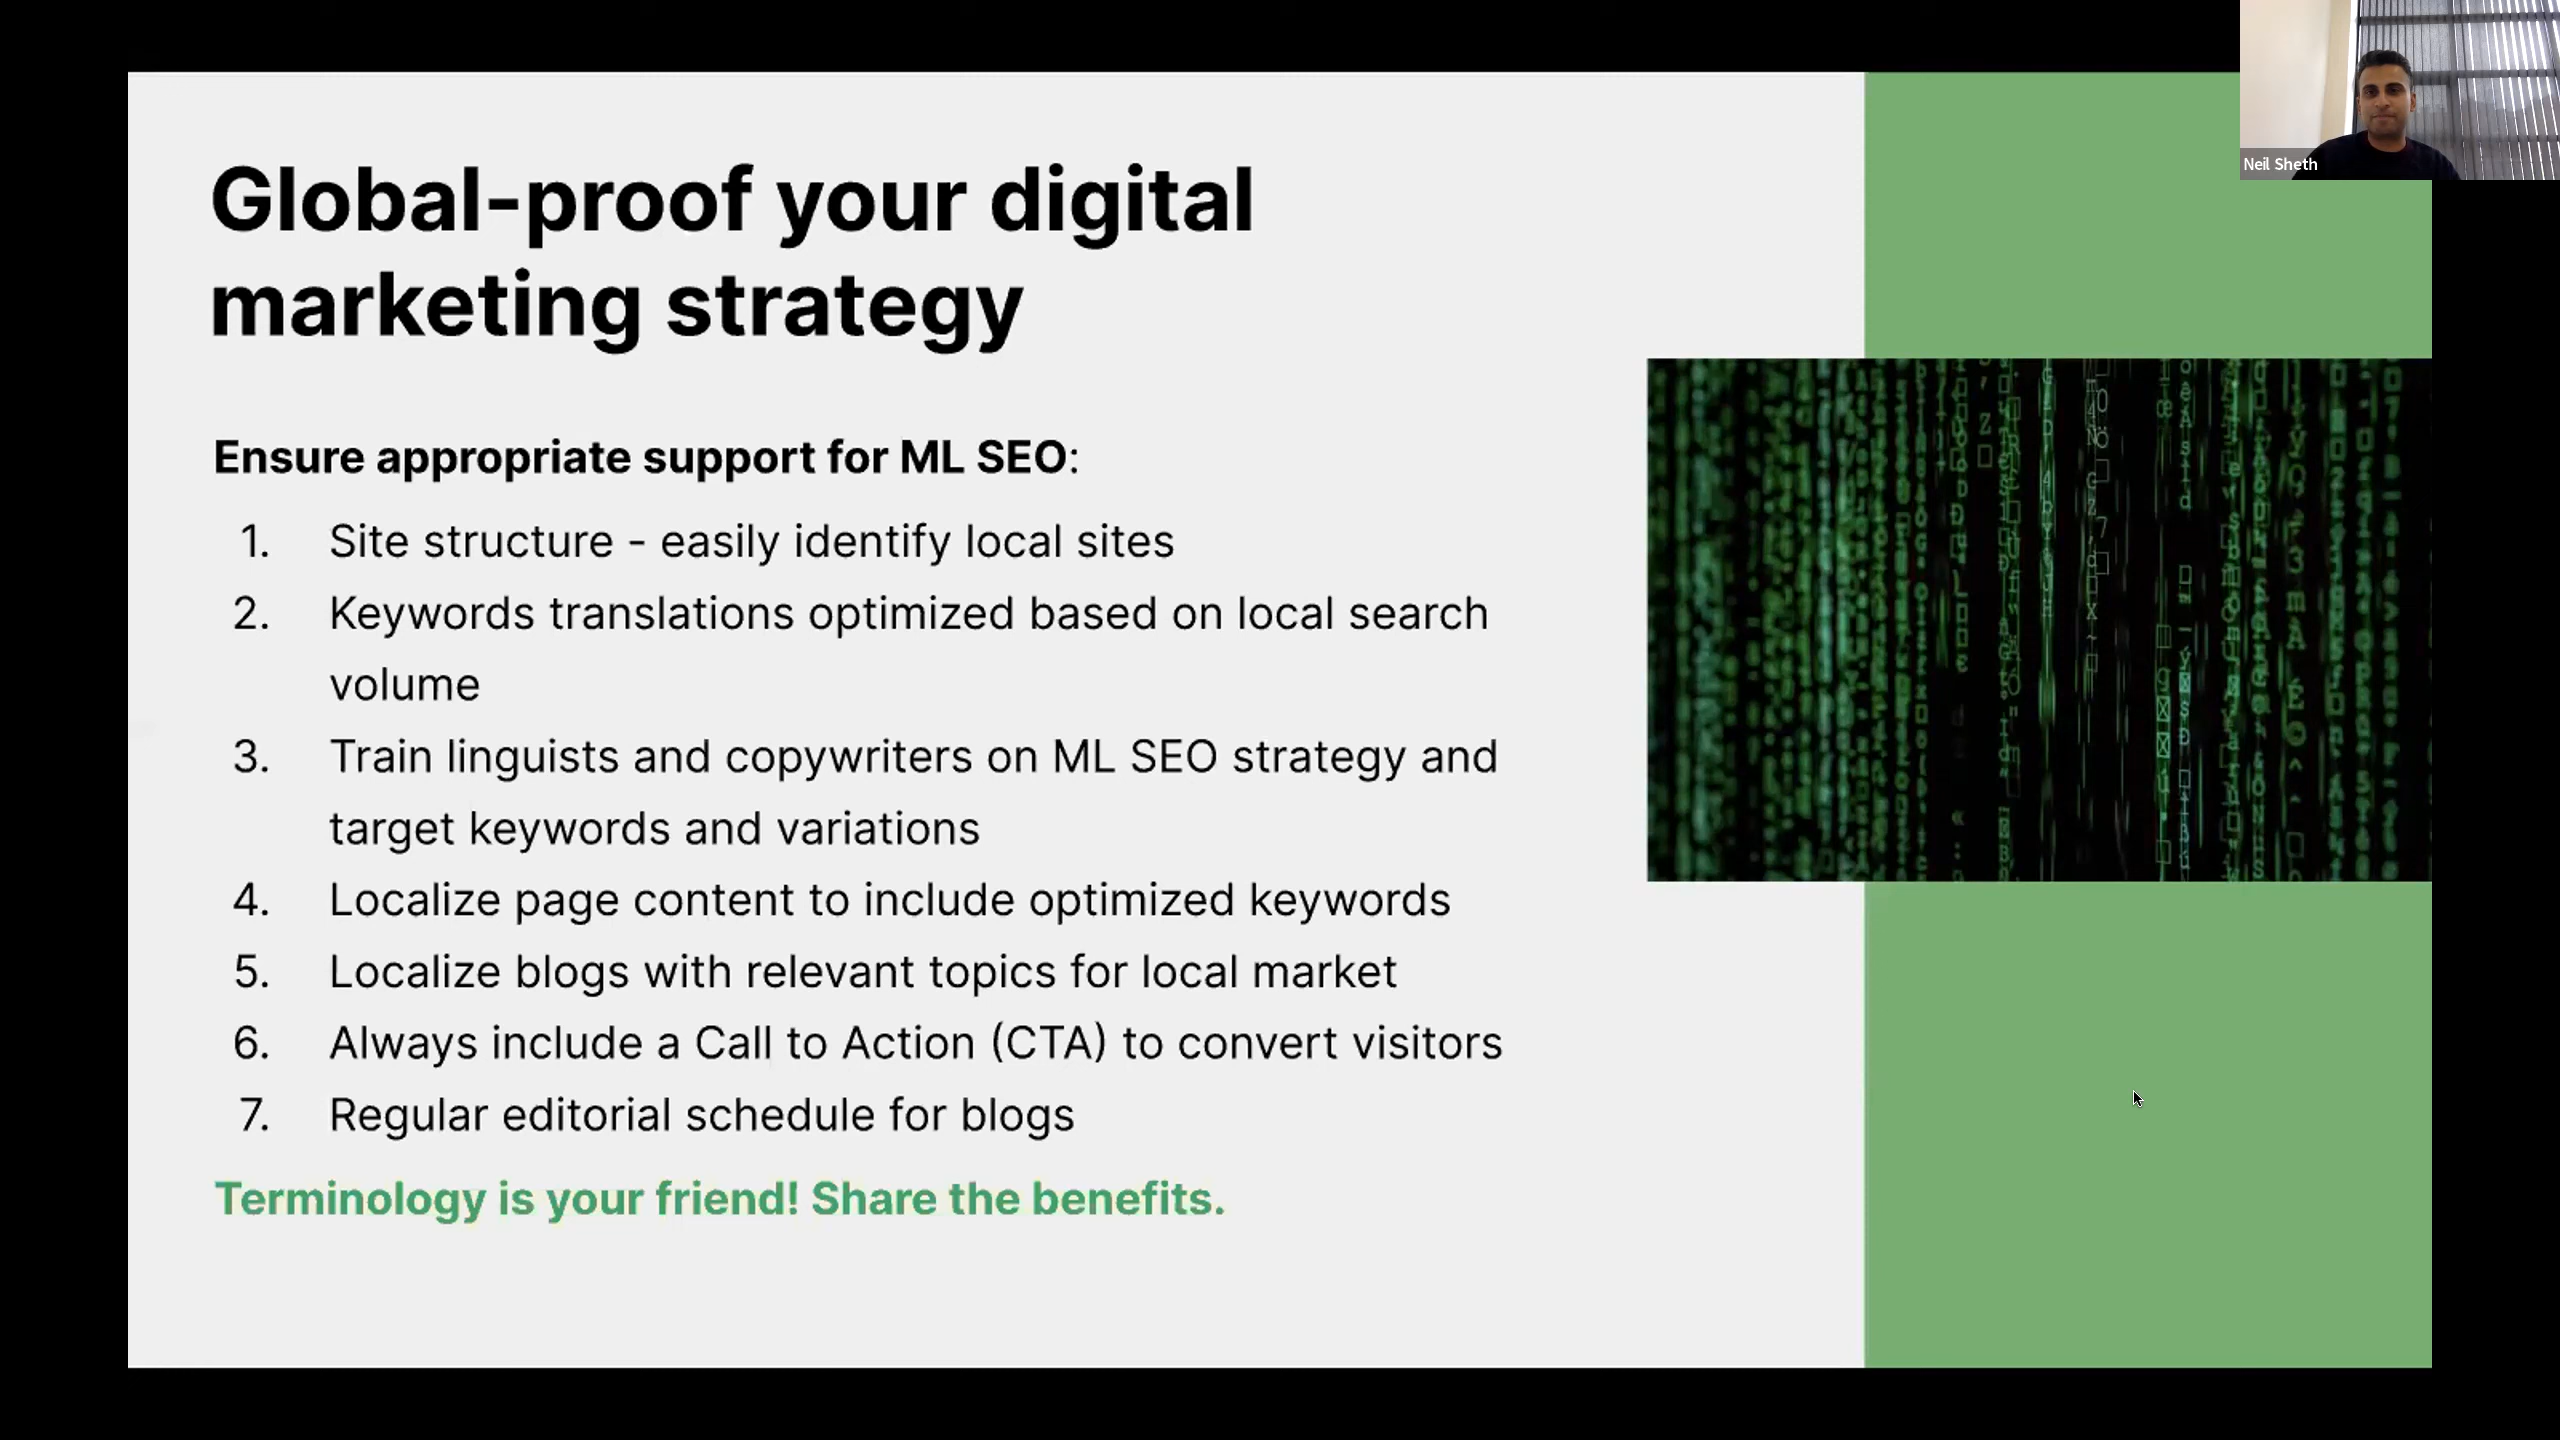 Neil Sheth
Global-proof your digital
marketing strategy
Ensure appropriate support for ML SEO:
1. Site structure - easily identify local sites
2. Keywords translations optimized based on local search
volume
3. Train linguists and copywriters on ML SEO strategy and
target keywords and variations
4. Localize page content to include optimized keywords
5. Localize blogs with relevant topics for local market
6. Always include a Call to Action (CTA) to convert visitors
7. Regular editorial schedule for blogs
Terminology is your friend! Share the benefits.